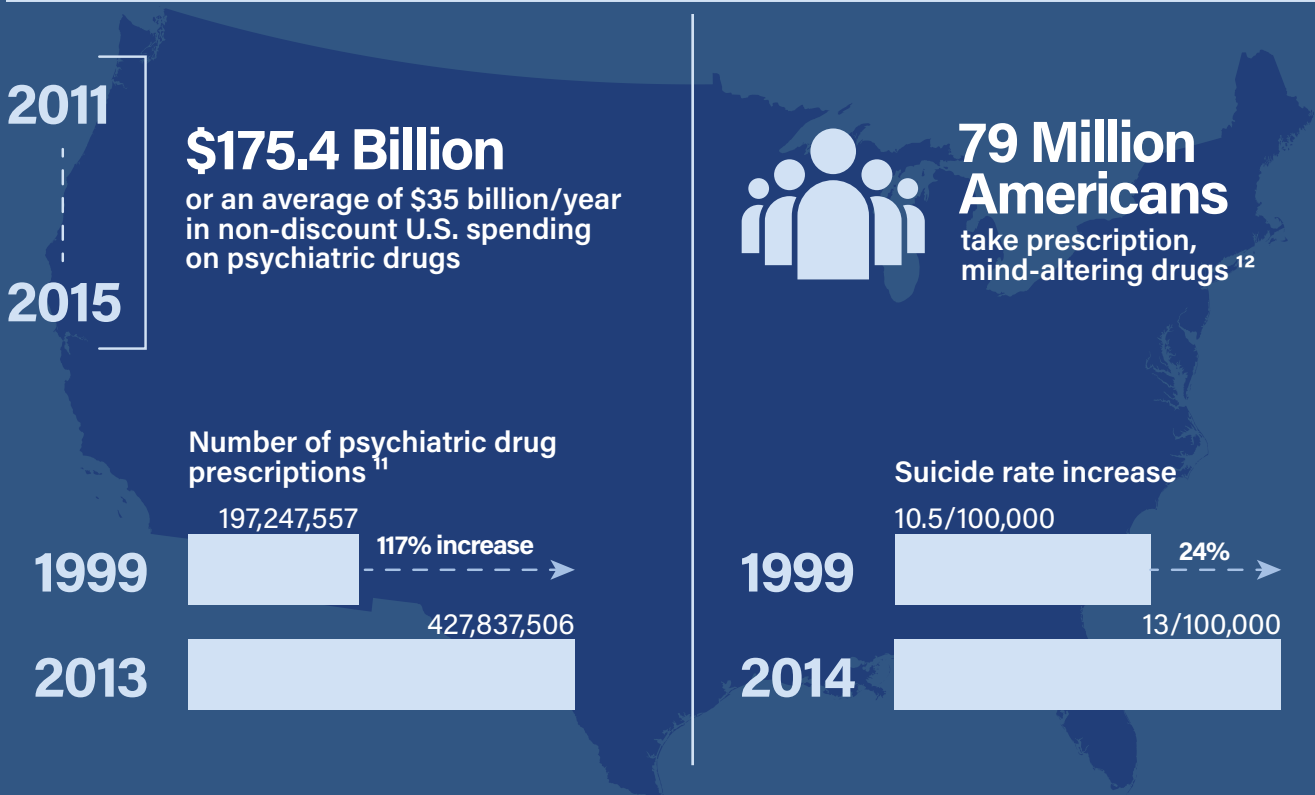 2011
2015
$175.4 Billion
or an average of $35 billion/year
in non-discount U.S. spending
on psychiatric drugs
Number of psychiatric drug
prescriptions ¹¹
197,247,557
1999
117% increase
427,837,506
2013
79 Million
Americans
take prescription,
mind-altering drugs ¹²
Suicide rate increase
10.5/100,000
1999
24%
13/100,000
2014